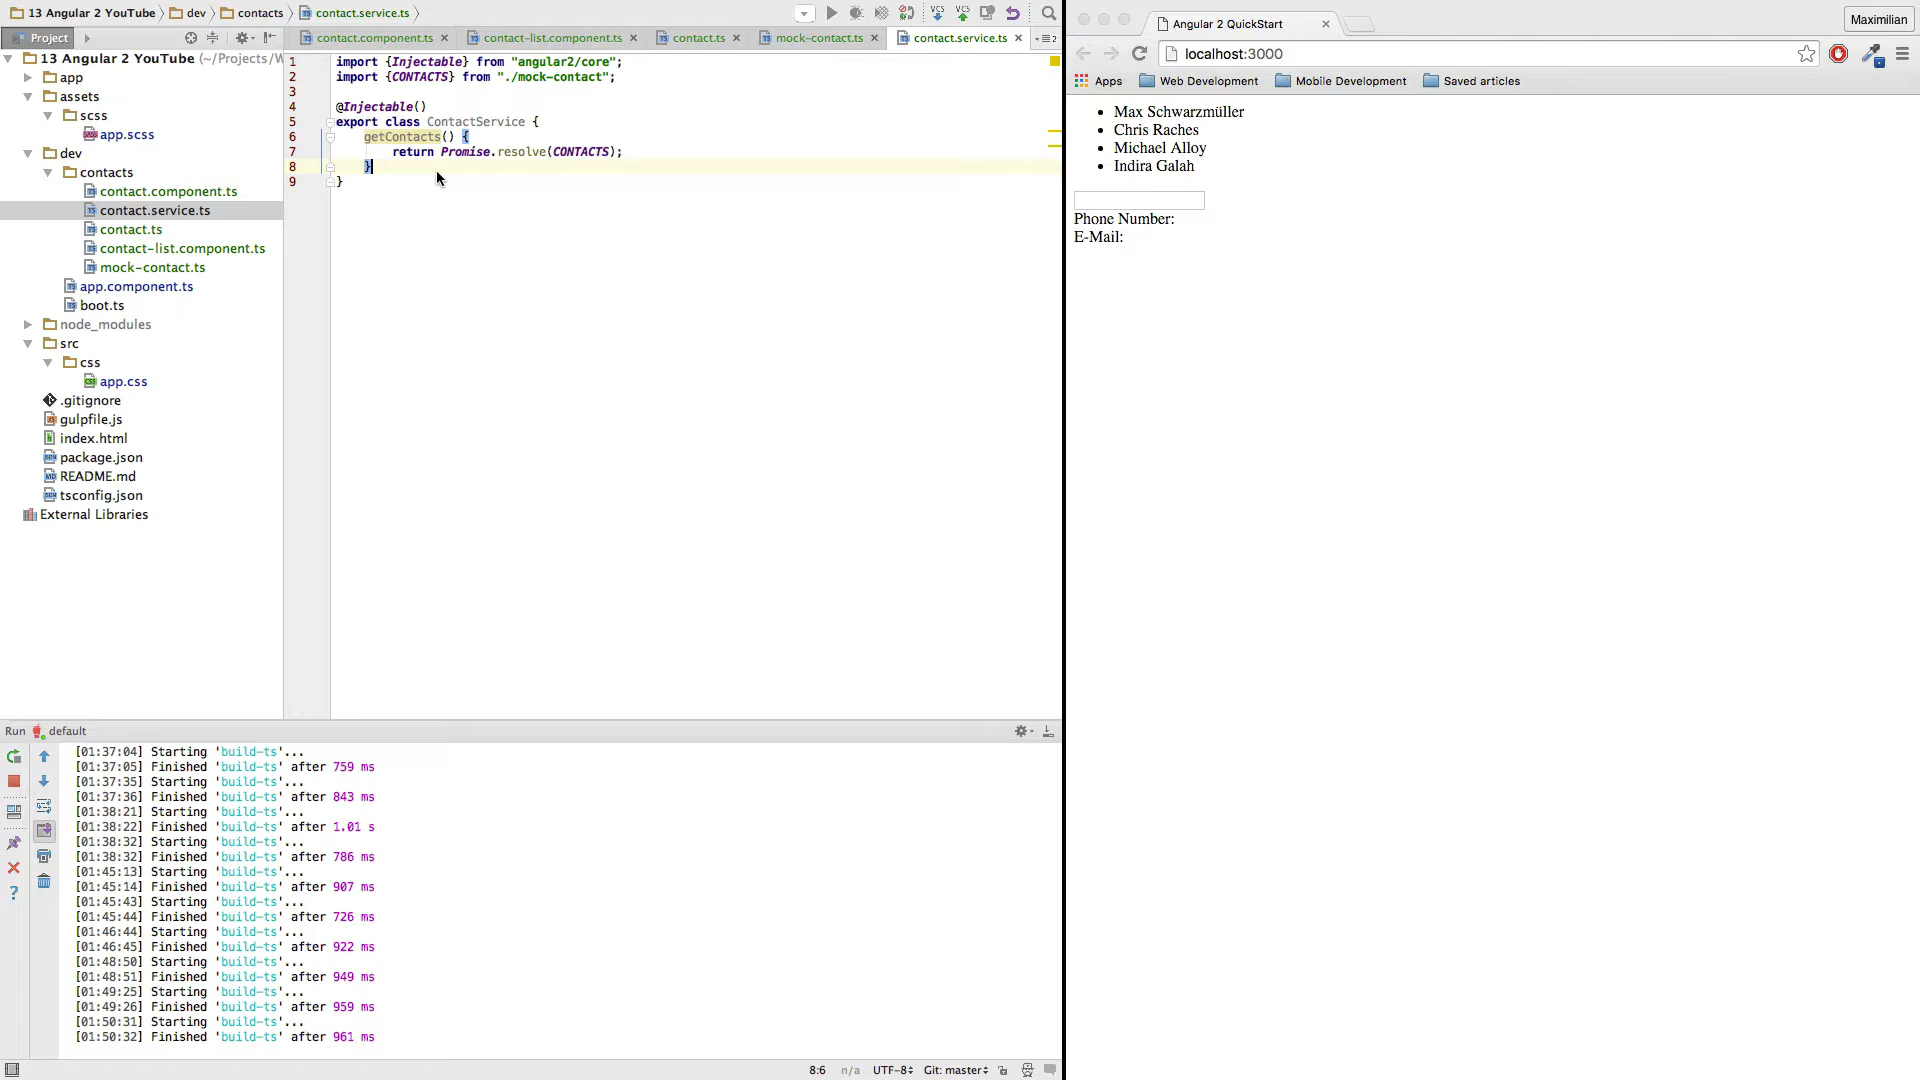 13 Angular 2 YouTube dev contacts contact.service.ts
Project
contact.component.ts contact-list.component.ts contact.ts mock-contact.ts contact.service.ts
13 Angular 2 YouTube (~/Projects/W
app
assets
scss
app.scss
dev
contacts
contact.component.ts
contact.service.ts
contact.ts
contact-list.component.ts
mock-contact.ts
app.component.ts
boot.ts
node_modules
src
css
app.css
.gitignore
gulpfile.js
index.html
package.json
README.md
tsconfig.json
External Libraries
1 import {Injectable} from "angular2/core";
2 import {CONTACTS} from "./mock-contact";
3
4 @Injectable()
5 export class ContactService {
6 getContacts() {
7 return Promise.resolve(CONTACTS);
8 }
9 }
Run default
[01:37:04] Starting 'build-ts'...
[01:37:05] Finished 'build-ts' after 759 ms
[01:37:35] Starting 'build-ts'...
[01:37:36] Finished 'build-ts' after 843 ms
[01:38:21] Starting 'build-ts'...
[01:38:22] Finished 'build-ts' after 1.01 s
[01:38:32] Starting 'build-ts'...
[01:38:32] Finished 'build-ts' after 786 ms
[01:45:13] Starting 'build-ts'...
[01:45:14] Finished 'build-ts' after 907 ms
[01:45:43] Starting 'build-ts'...
[01:45:44] Finished 'build-ts' after 726 ms
[01:46:44] Starting 'build-ts'...
[01:46:45] Finished 'build-ts' after 922 ms
[01:48:50] Starting 'build-ts'...
[01:48:51] Finished 'build-ts' after 949 ms
[01:49:25] Starting 'build-ts'...
[01:49:26] Finished 'build-ts' after 959 ms
[01:50:31] Starting 'build-ts'...
[01:50:32] Finished 'build-ts' after 961 ms
8:6 n/a UTF-8 Git: master
Angular 2 QuickStart
Maximilian
localhost:3000
Apps Web Development Mobile Development Saved articles
Max Schwarzmüller
Chris Raches
Michael Alloy
Indira Galah
Phone Number:
E-Mail: